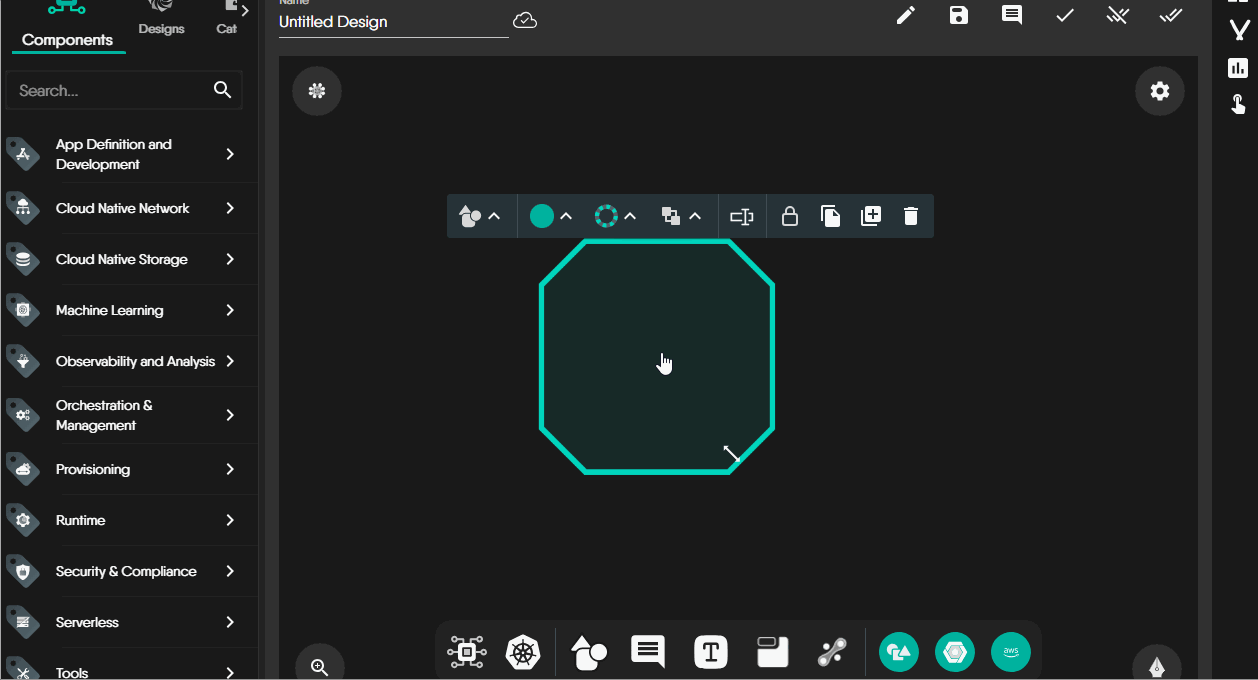 Name
Untitled Design
Components
Designs
Cat
Search...
App Definition and
Development
Cloud Native Network
Cloud Native Storage
Machine Learning
Observability and Analysis
Orchestration &
Management
Provisioning
Runtime
Security & Compliance
Serverless
Tools
T
aws